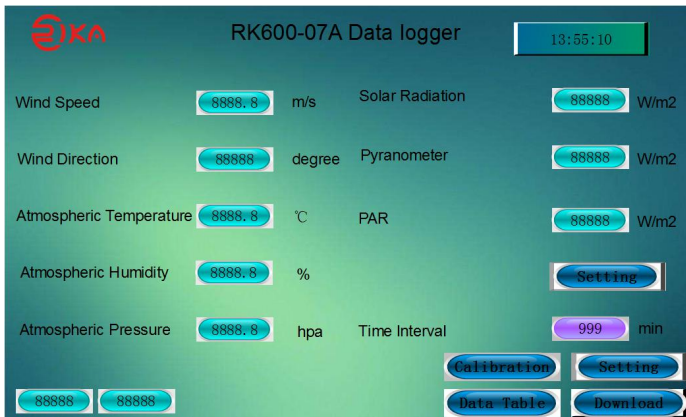 RKA
RK600-07A Data logger
13:55:10
Wind Speed 8888.8 m/s
Solar Radiation 88888 W/m2
Wind Direction 88888 degree
Pyranometer 88888 W/m2
Atmospheric Temperature 8888.8 ℃
PAR 88888 W/m2
Atmospheric Humidity 8888.8 %
Setting
Atmospheric Pressure 8888.8 hpa
Time Interval 999 min
Calibration Setting
88888 88888
Data Table Download